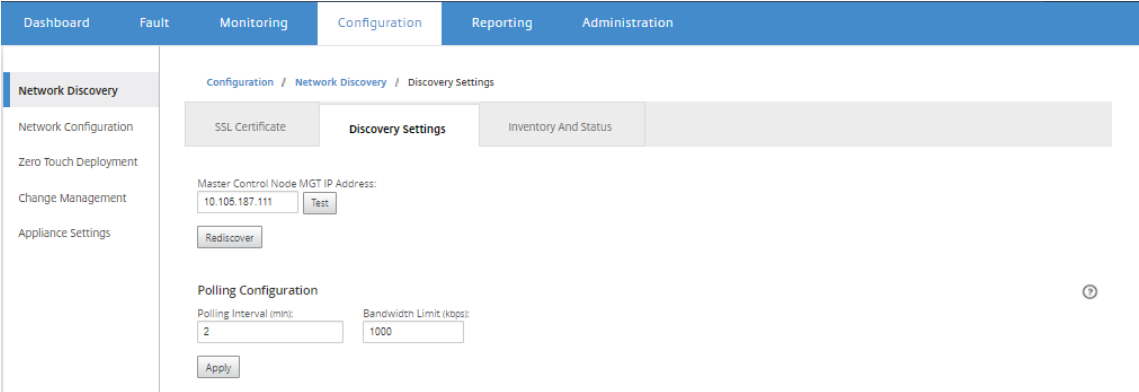 Dashboard Fault Monitoring Configuration Reporting Administration
Configuration / Network Discovery / Discovery Settings
Network Discovery
Network Configuration
Zero Touch Deployment
Change Management
Appliance Settings
SSL Certificate Discovery Settings Inventory And Status
Master Control Node MGT IP Address:
10.105.187.111 Test
Rediscover
Polling Configuration ?
Polling Interval (min): Bandwidth Limit (kbps):
2 1000
Apply